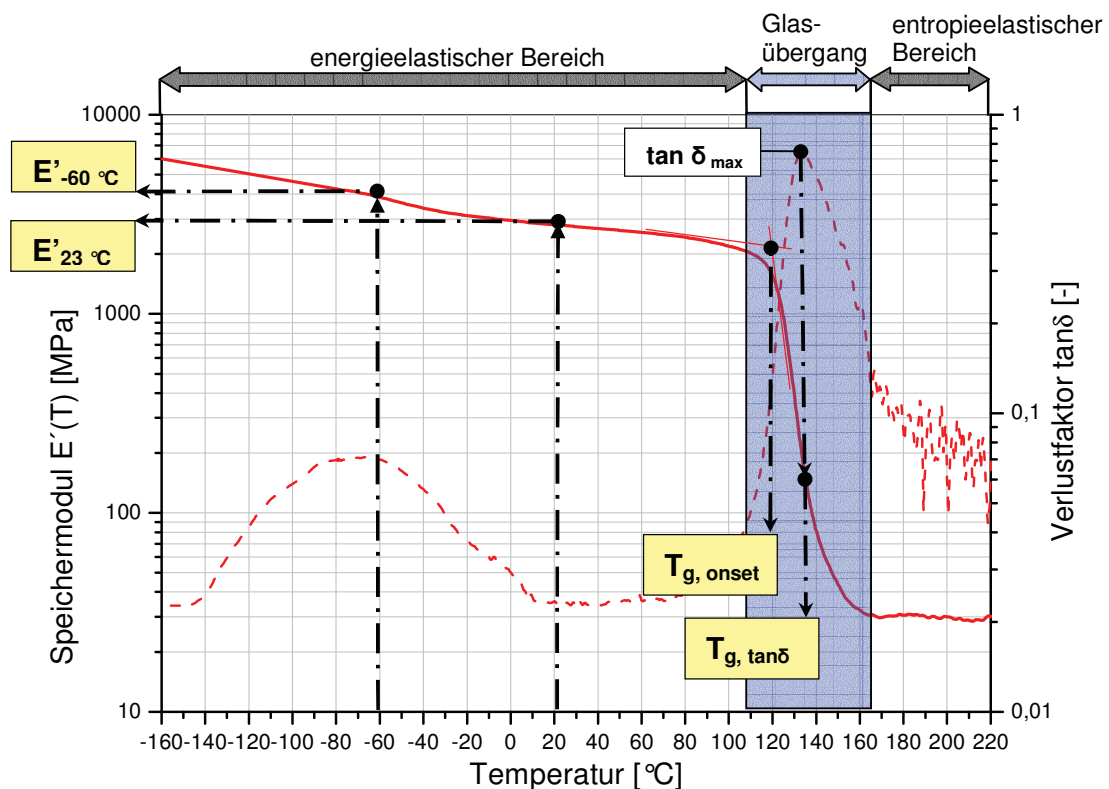 energieelastischer Bereich
Glas-
übergang
entropieelastischer
Bereich
E’-60 °C
E’23 °C
tan δ max
Tg, onset
Tg, tanδ
Speichermodul E´(T) [MPa]
10000
1000
100
10
Verlustfaktor tanδ [-]
1
0,1
0,01
-160 -140 -120 -100 -80 -60 -40 -20 0 20 40 60 80 100 120 140 160 180 200 220
Temperatur [°C]